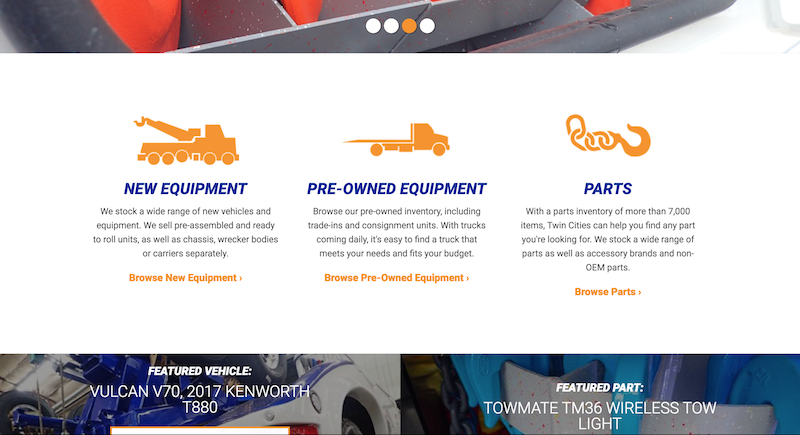 NEW EQUIPMENT
We stock a wide range of new vehicles and
equipment. We sell pre-assembled and ready
to roll units, as well as chassis, wrecker bodies
or carriers separately.
Browse New Equipment ›
PRE-OWNED EQUIPMENT
Browse our pre-owned inventory, including
trade-ins and consignment units. With trucks
coming daily, it's easy to find a truck that
meets your needs and fits your budget.
Browse Pre-Owned Equipment ›
PARTS
With a parts inventory of more than 7,000
items, Twin Cities can help you find any part
you're looking for. We stock a wide range of
parts as well as accessory brands and non-
OEM parts.
Browse Parts ›
FEATURED VEHICLE:
VULCAN V70, 2017 KENWORTH
T880
FEATURED PART:
TOWMATE TM36 WIRELESS TOW
LIGHT